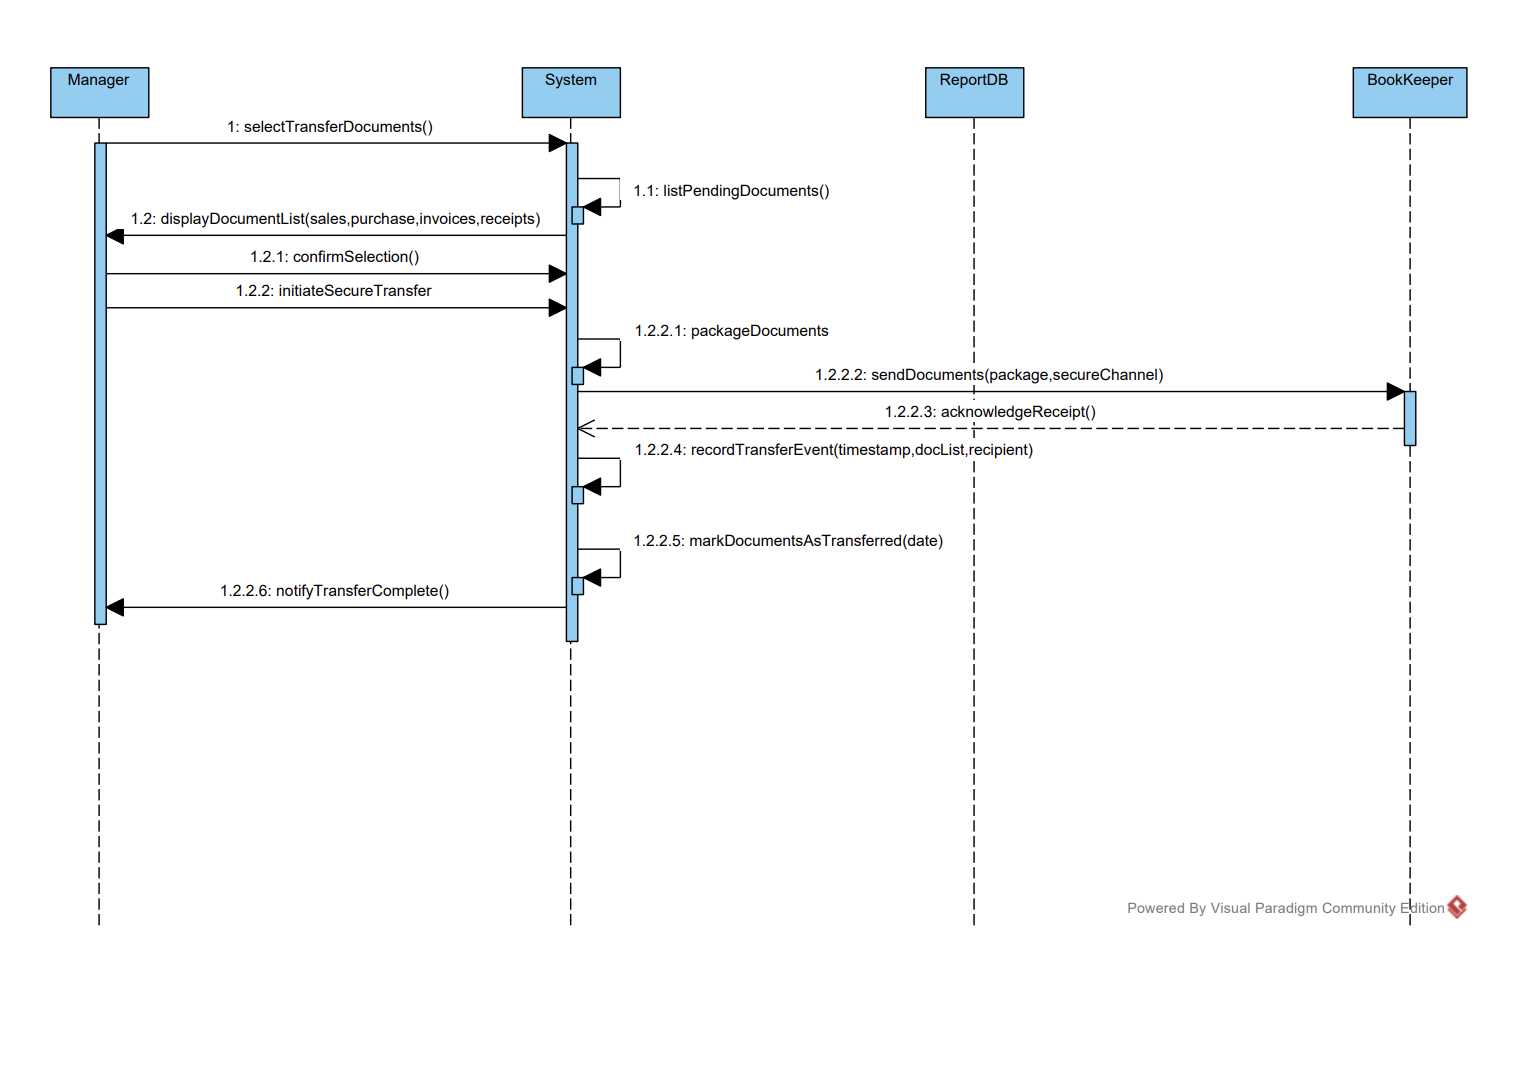 Manager
System
ReportDB
BookKeeper
1: selectTransferDocuments()
1.1: listPendingDocuments()
1.2: displayDocumentList(sales,purchase,invoices,receipts)
1.2.1: confirmSelection()
1.2.2: initiateSecureTransfer
1.2.2.1: packageDocuments
1.2.2.2: sendDocuments(package,secureChannel)
1.2.2.3: acknowledgeReceipt()
1.2.2.4: recordTransferEvent(timestamp,docList,recipient)
1.2.2.5: markDocumentsAsTransferred(date)
1.2.2.6: notifyTransferComplete()
Powered By Visual Paradigm Community Edition